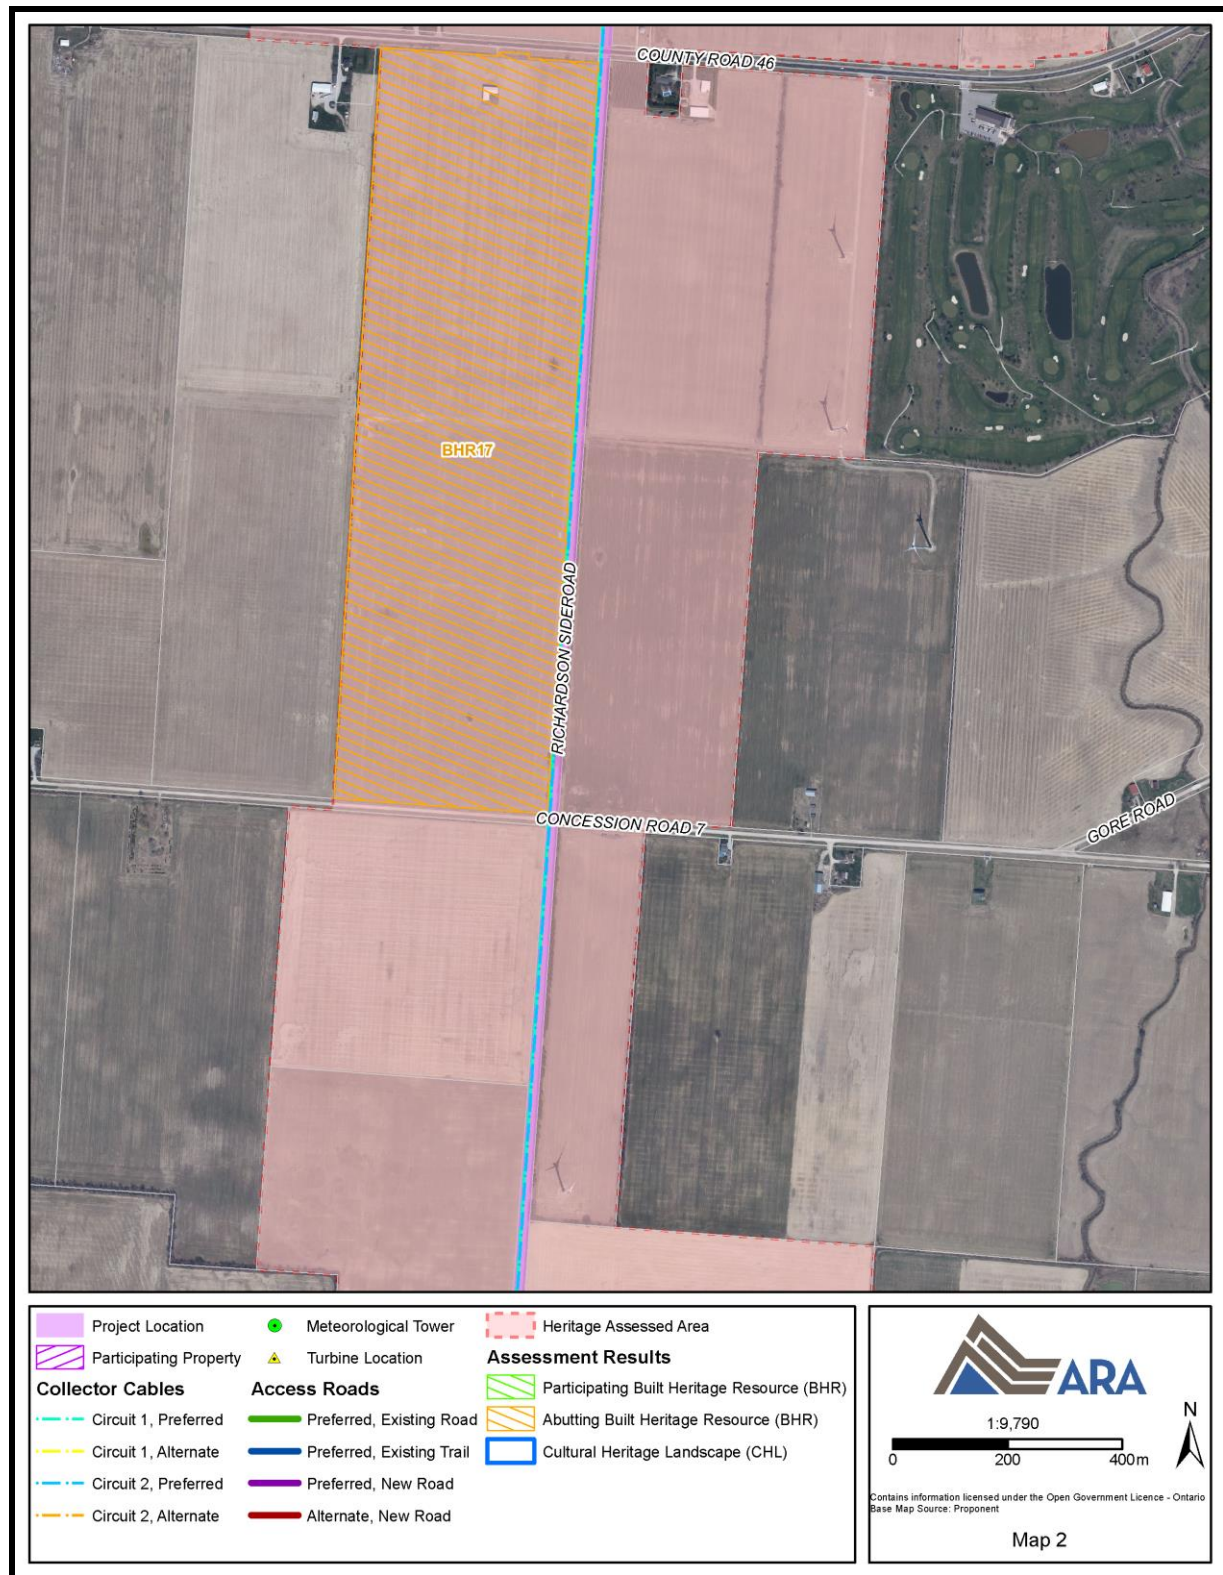 COUNTY ROAD 46
BHR17
RICHARDSON SIDEROAD
CONCESSION ROAD 7
GORE ROAD
Project Location
Participating Property
Collector Cables
Circuit 1, Preferred
Circuit 1, Alternate
Circuit 2, Preferred
Circuit 2, Alternate
Meteorological Tower
Turbine Location
Access Roads
Preferred, Existing Road
Preferred, Existing Trail
Preferred, New Road
Alternate, New Road
Heritage Assessed Area
Assessment Results
Participating Built Heritage Resource (BHR)
Abutting Built Heritage Resource (BHR)
Cultural Heritage Landscape (CHL)
ARA
1:9,790
N
0 200 400m
Contains information licensed under the Open Government Licence - Ontario
Base Map Source: Proponent
Map 2